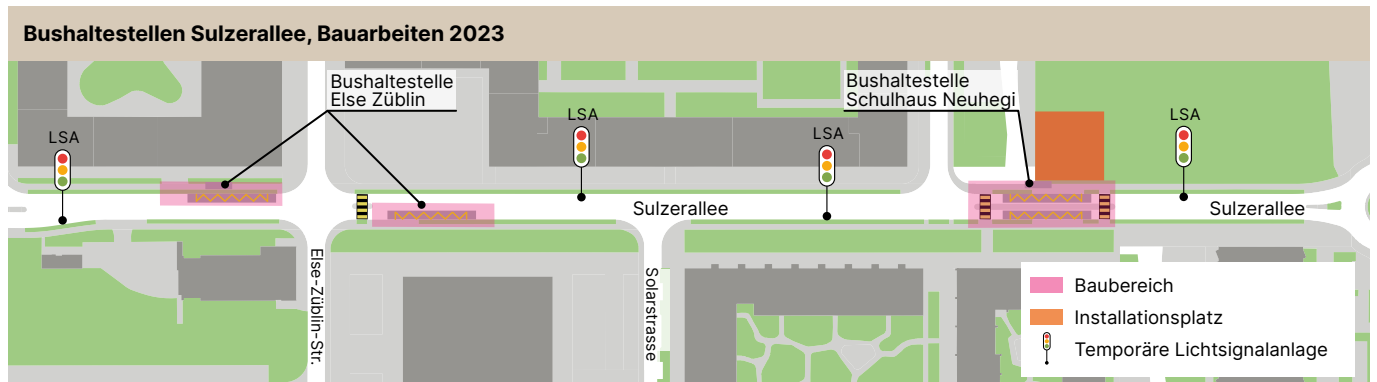 Bushaltestellen Sulzerallee, Bauarbeiten 2023
Bushaltestelle
Else Züblin
Bushaltestelle
Schulhaus Neuhegi
LSA
LSA
LSA
LSA
Sulzerallee
Sulzerallee
Else-Züblin-Str.
Solarstrasse
Baubereich
Installationsplatz
Temporäre Lichtsignalanlage